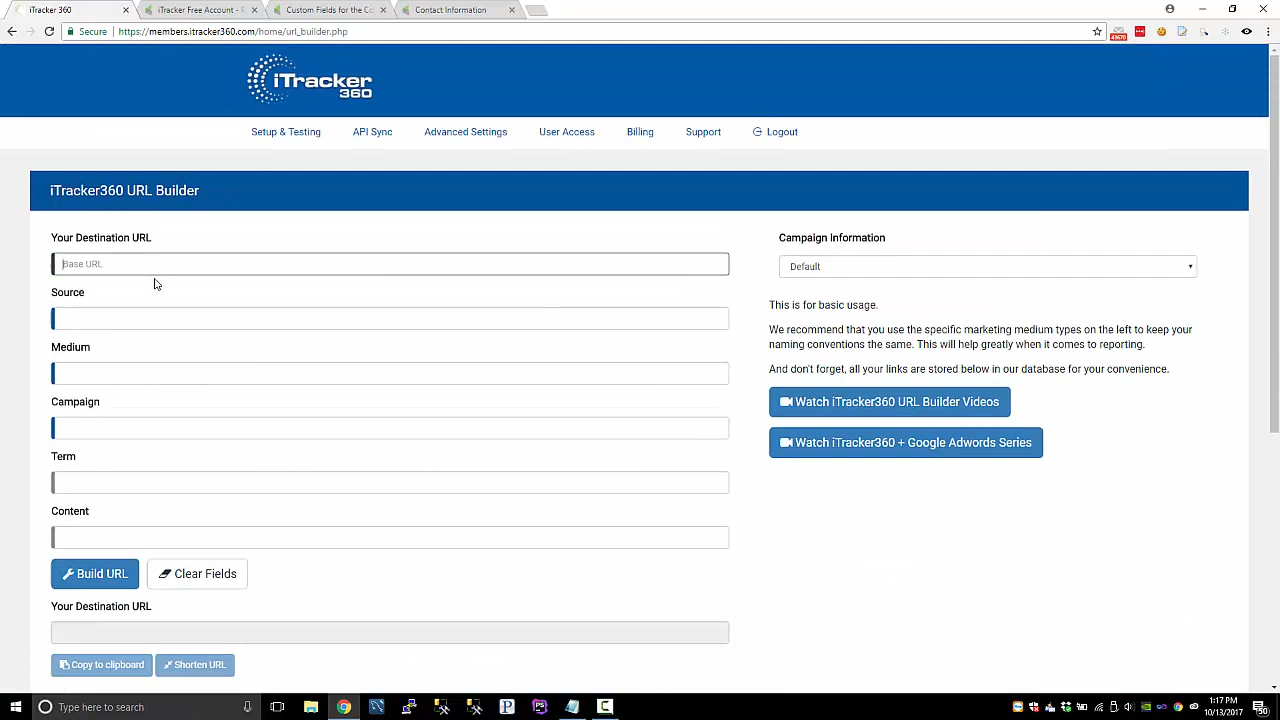 iTracker 360
iTracker Free Account - F
Custom Fields for the Co
Contact Information
Secure
https://members.itracker360.com/home/url_builder.php
43670
iTracker
360
Setup & Testing
API Sync
Advanced Settings
User Access
Billing
Support
Logout
iTracker360 URL Builder
Your Destination URL
Base URL
Source
Medium
Campaign
Term
Content
Build URL
Clear Fields
Your Destination URL
Copy to clipboard
Shorten URL
Campaign Information
Default
This is for basic usage.
We recommend that you use the specific marketing medium types on the left to keep your
naming conventions the same. This will help greatly when it comes to reporting.
And don't forget, all your links are stored below in our database for your convenience.
Watch iTracker360 URL Builder Videos
Watch iTracker360 + Google Adwords Series
Type here to search
1:17 PM
10/13/2017